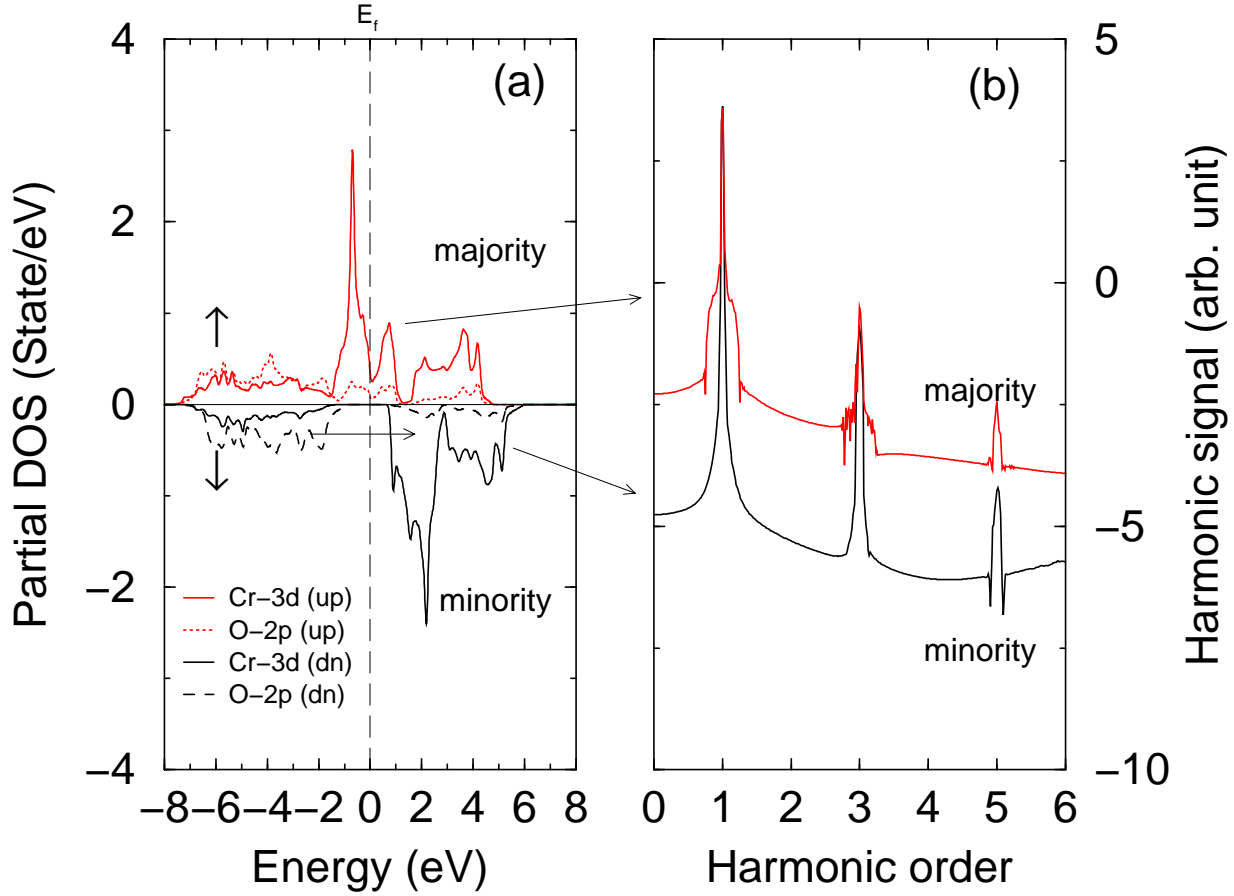 E_f
(a)
4
2
0
−2
−4
Partial DOS (State/eV)
majority
minority
Cr−3d (up)
O−2p (up)
Cr−3d (dn)
O−2p (dn)
−8 −6 −4 −2 0 2 4 6 8
Energy (eV)
(b)
majority
minority
5
0
−5
−10
Harmonic signal (arb. unit)
0 1 2 3 4 5 6
Harmonic order